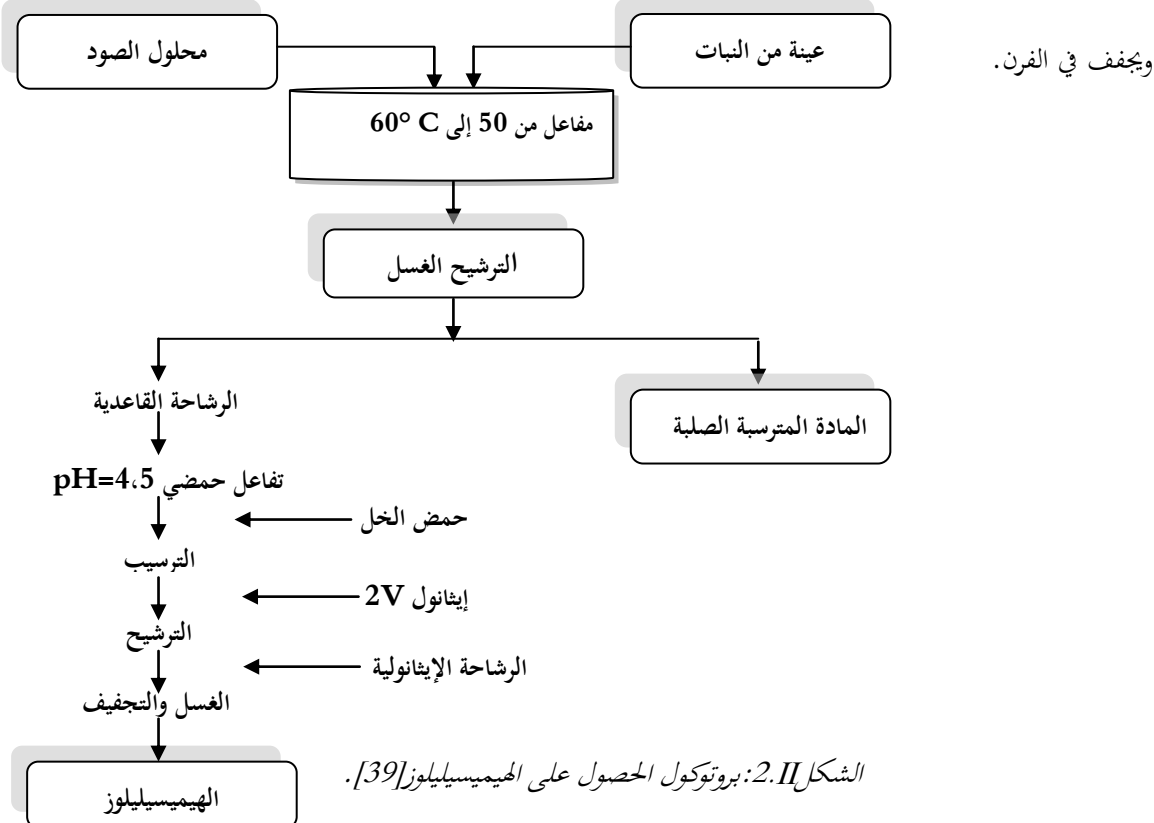 ويجفف في الفرن.
عينة من النبات
محلول الصود
مفاعل من 50 إلى 60° C
الترشيح الغسل
المادة المترسبة الصلبة
الرشاحة القاعدية
تفاعل حمضي pH=4،5
حمض الخل
الترسيب
إيثانول 2V
الترشيح
الرشاحة الإيثانولية
الغسل والتجفيف
الهيميسيليلوز
الشكل2.II:بروتوكول الحصول على الهيميسيليلوز[39].